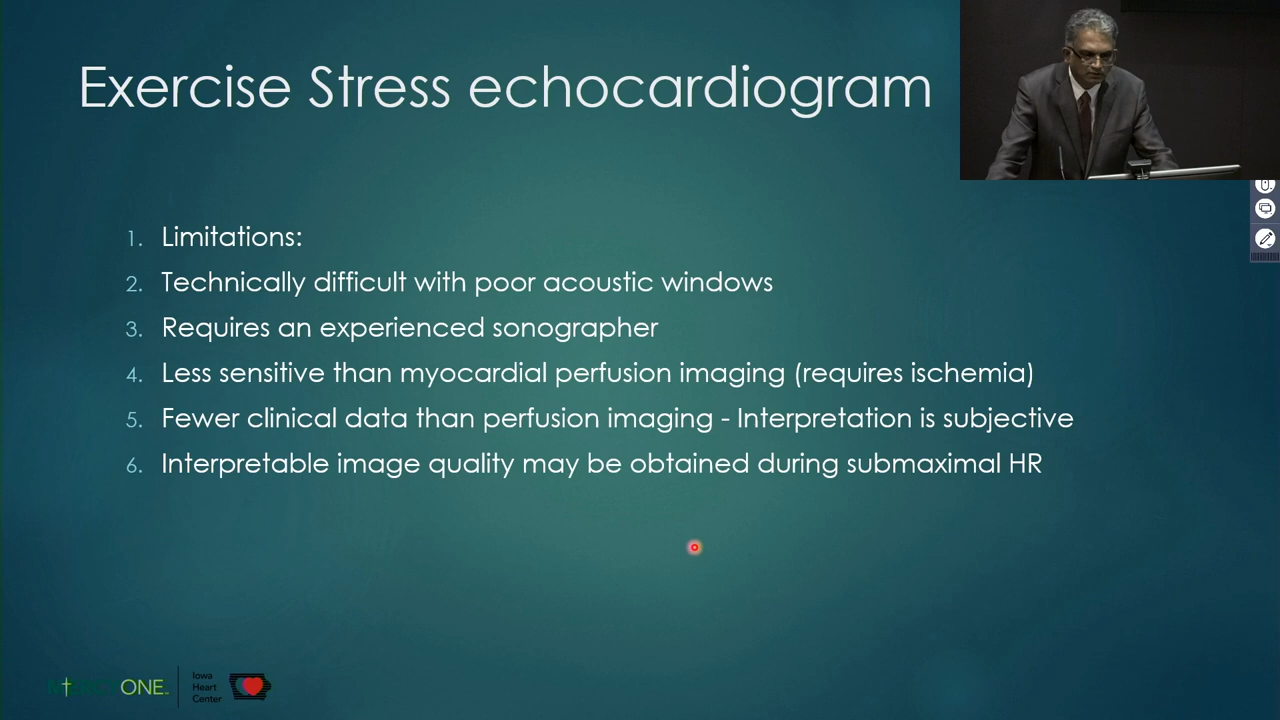 Exercise Stress echocardiogram
1. Limitations:
2. Technically difficult with poor acoustic windows
3. Requires an experienced sonographer
4. Less sensitive than myocardial perfusion imaging (requires ischemia)
5. Fewer clinical data than perfusion imaging - Interpretation is subjective
6. Interpretable image quality may be obtained during submaximal HR
MERCYONE
Iowa
Heart
Center